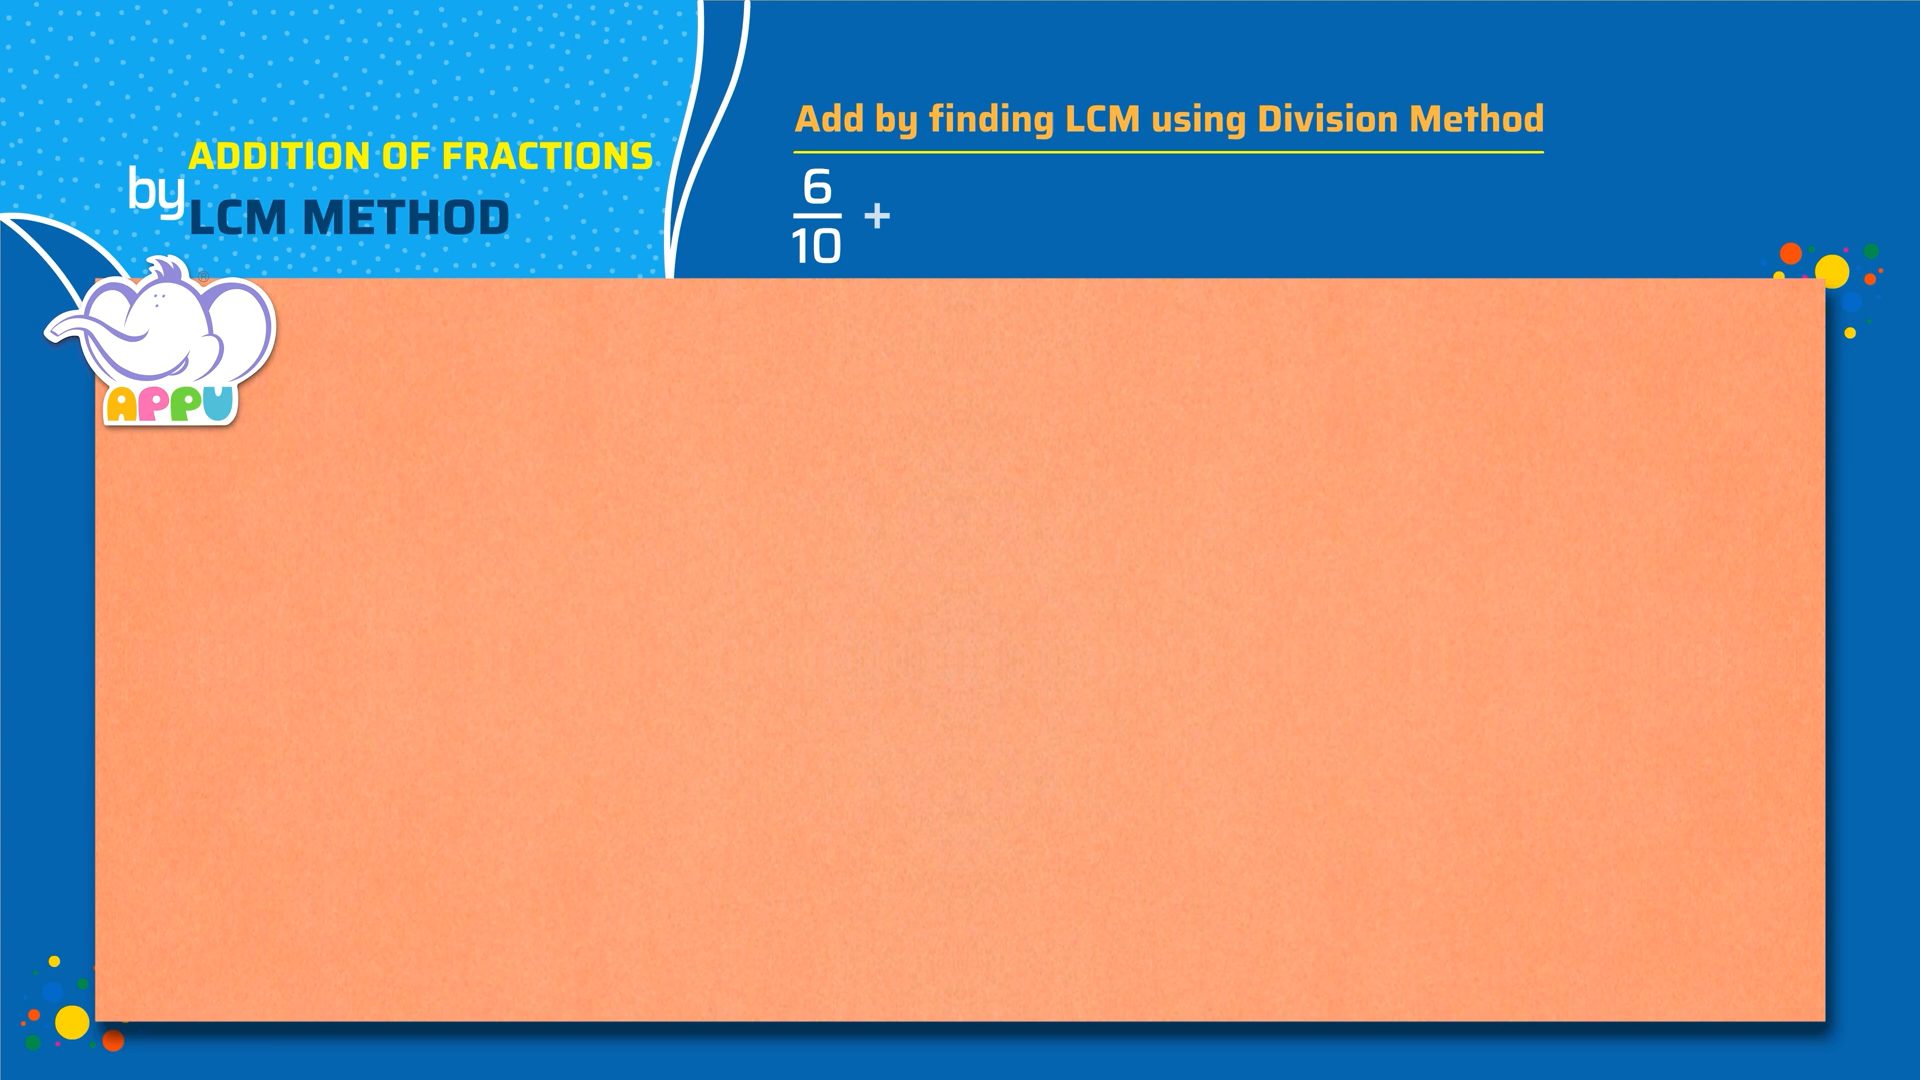 ADDITION OF FRACTIONS
by
LCM METHOD
Add by finding LCM using Division Method
6
10 +
®
APPU